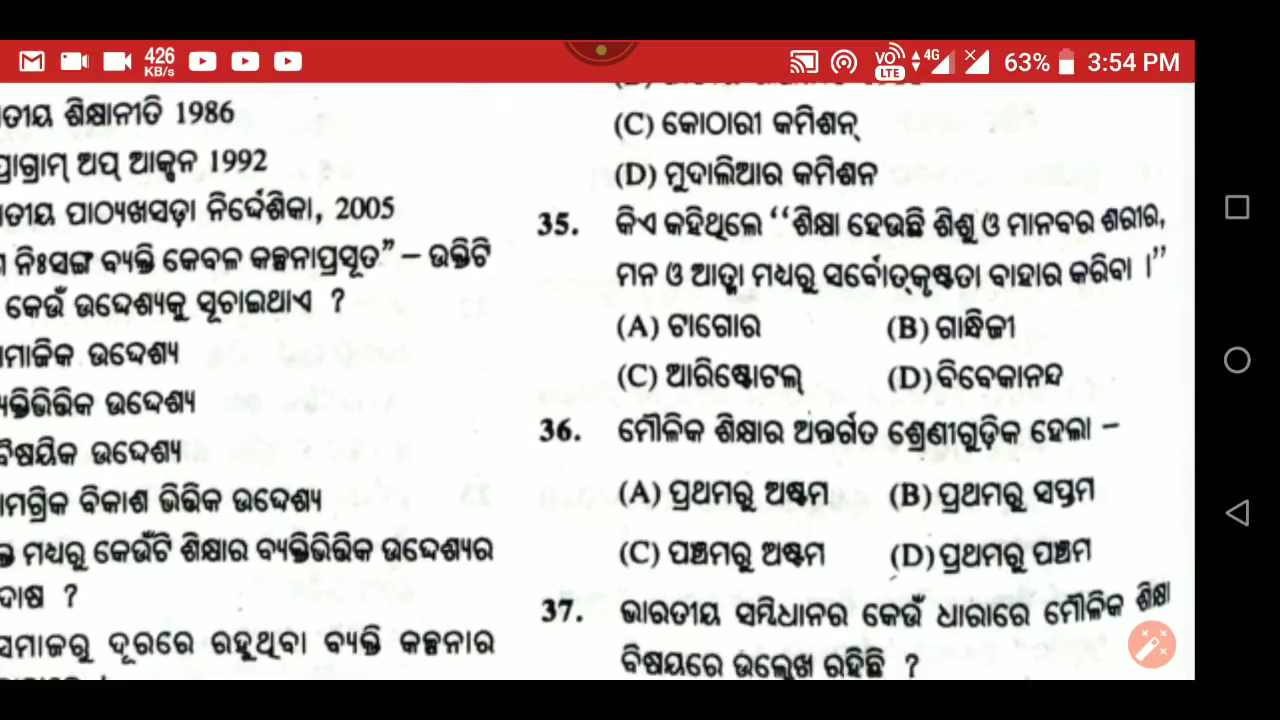 426
KB/s
VO
LTE
4G
63%
3:54 PM
ତୀୟ ଶିକ୍ଷାନୀତି 1986
ପ୍ରୋଗ୍ରାମ୍ ଅପ୍ ଆକ୍ସନ 1992
ତୀୟ ପାଠ୍ୟଖସଡ଼ା ନିର୍ଦ୍ଦେଶିକା, 2005
ନିଃସଙ୍ଗ ବ୍ୟକ୍ତି କେବଳ କଳ୍ପନାପ୍ରସୂତ” – ଉକ୍ତିଟି
କେଉଁ ଉଦ୍ଦେଶ୍ୟକୁ ସୂଚାଇଥାଏ ?
ମାଜିକ ଉଦ୍ଦେଶ୍ୟ
କ୍ତିଭିତ୍ତିକ ଉଦ୍ଦେଶ୍ୟ
ବିଷୟିକ ଉଦ୍ଦେଶ୍ୟ
ମଗ୍ରିକ ବିକାଶ ଭିତ୍ତିକ ଉଦ୍ଦେଶ୍ୟ
ମଧ୍ୟରୁ କେଉଁଟି ଶିକ୍ଷାର ବ୍ୟକ୍ତିଭିତ୍ତିକ ଉଦ୍ଦେଶ୍ୟର
ଦୋଷ ?
ସମାଜରୁ ଦୂରରେ ରହୁଥିବା ବ୍ୟକ୍ତି କଳ୍ପନାର
(C) କୋଠାରୀ କମିଶନ୍
(D) ମୁଦାଲିଆର କମିଶନ
35. କିଏ କହିଥିଲେ ‘‘ଶିକ୍ଷା ହେଉଛି ଶିଶୁ ଓ ମାନବର ଶରୀର,
ମନ ଓ ଆତ୍ମା ମଧ୍ୟରୁ ସର୍ବୋତ୍‌କୃଷ୍ଟତା ବାହାର କରିବା ।’’
(A) ଟାଗୋର (B) ଗାନ୍ଧିଜୀ
(C) ଆରିଷ୍ଟୋଟଲ୍ (D) ବିବେକାନନ୍ଦ
36. ମୌଳିକ ଶିକ୍ଷାର ଅନ୍ତର୍ଗତ ଶ୍ରେଣୀଗୁଡ଼ିକ ହେଲା –
(A) ପ୍ରଥମରୁ ଅଷ୍ଟମ (B) ପ୍ରଥମରୁ ସପ୍ତମ
(C) ପଞ୍ଚମରୁ ଅଷ୍ଟମ (D) ପ୍ରଥମରୁ ପଞ୍ଚମ
37. ଭାରତୀୟ ସମ୍ବିଧାନର କେଉଁ ଧାରାରେ ମୌଳିକ ଶିକ୍ଷା
ବିଷୟରେ ଉଲ୍ଲେଖ ରହିଛି ?